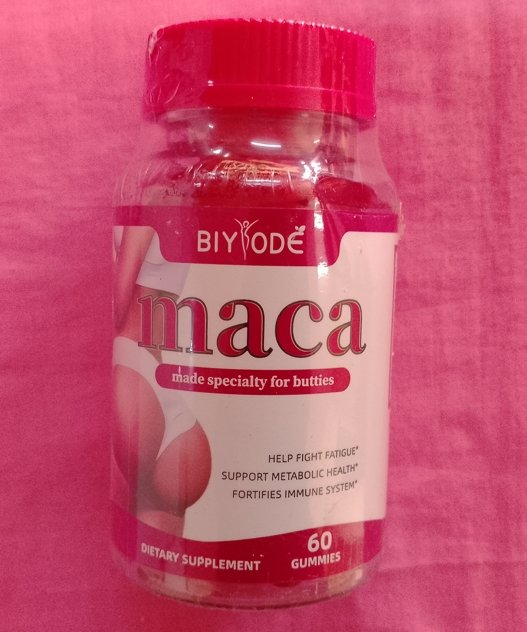 BIYODE
maca
made specialty for butties
HELP FIGHT FATIGUE*
SUPPORT METABOLIC HEALTH*
FORTIFIES IMMUNE SYSTEM*
DIETARY SUPPLEMENT
60
GUMMIES